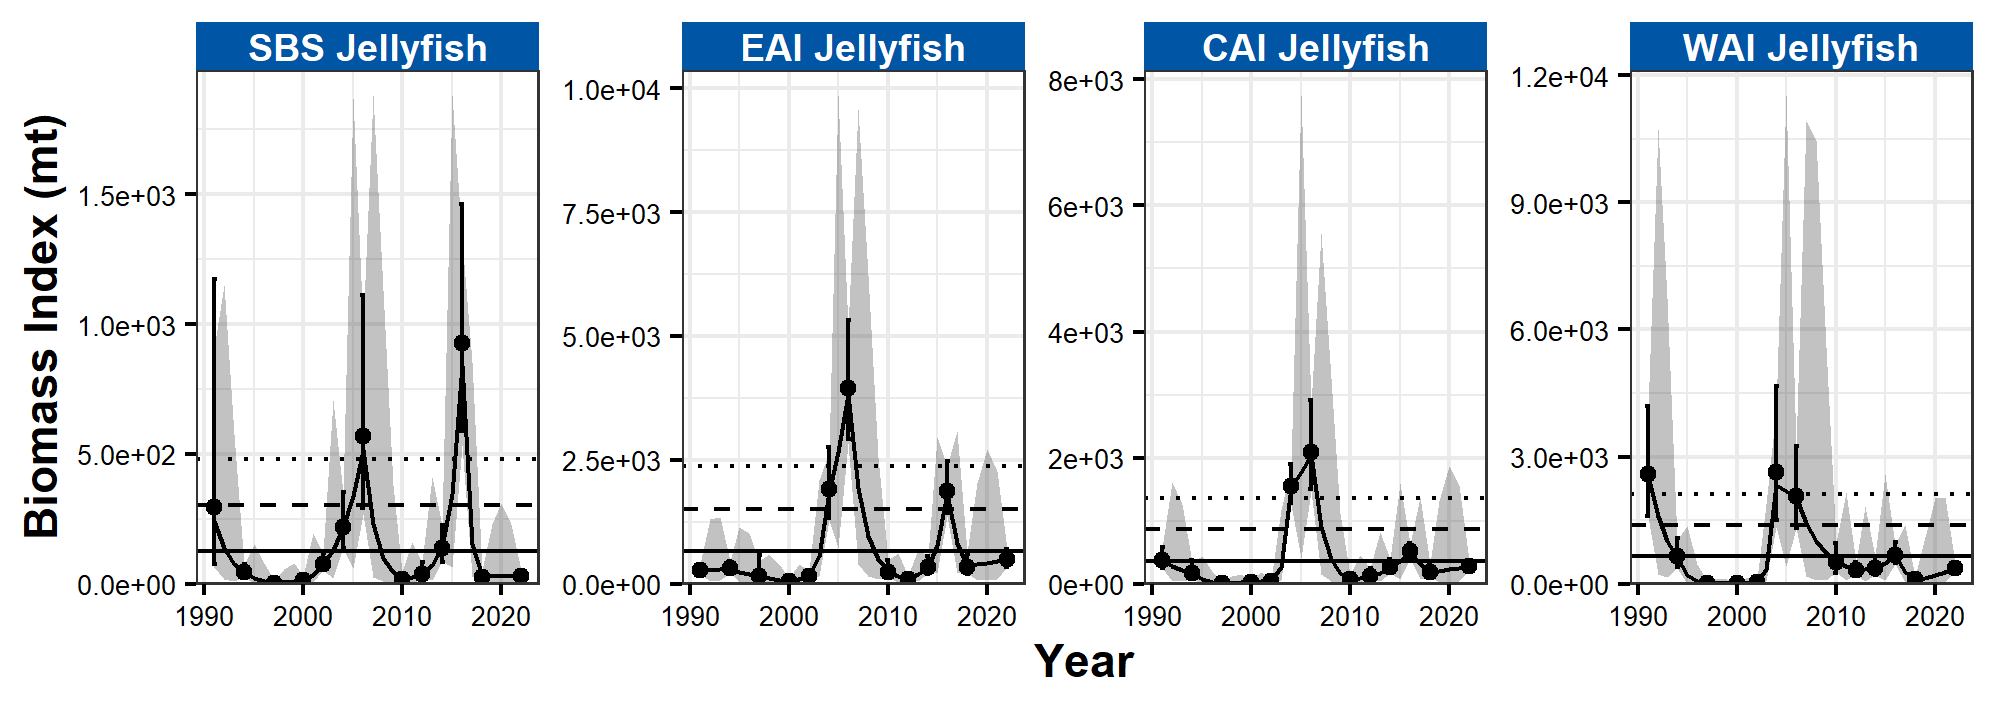 SBS Jellyfish
EAI Jellyfish
CAI Jellyfish
WAI Jellyfish
Biomass Index (mt)
1.5e+03
1.0e+03
5.0e+02
0.0e+00
1.0e+04
7.5e+03
5.0e+03
2.5e+03
0.0e+00
8e+03
6e+03
4e+03
2e+03
0e+00
1.2e+04
9.0e+03
6.0e+03
3.0e+03
0.0e+00
1990 2000 2010 2020
1990 2000 2010 2020
1990 2000 2010 2020
1990 2000 2010 2020
Year